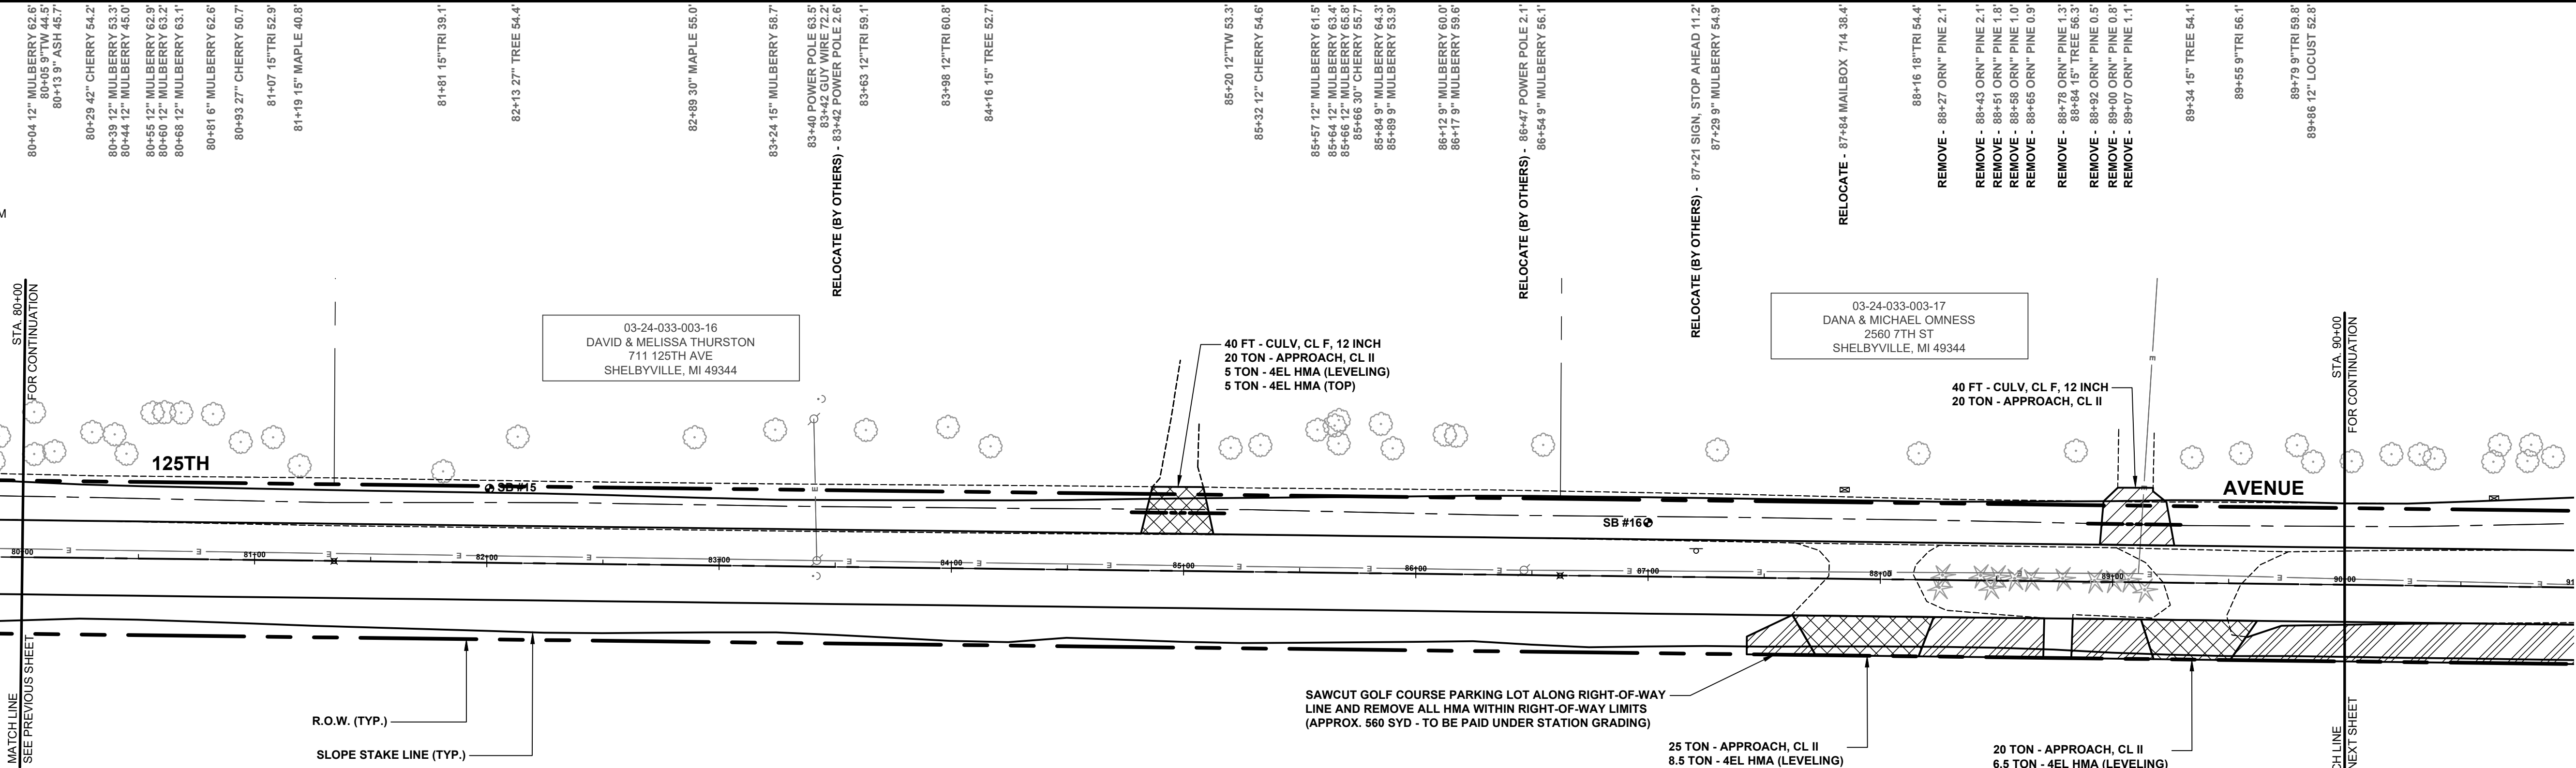 80+04 12" MULBERRY 62.6'
80+05 9"TW 44.5'
80+13 9" ASH 45.7'
80+29 42" CHERRY 54.2'
80+39 12" MULBERRY 53.3'
80+44 12" MULBERRY 45.0'
80+55 12" MULBERRY 62.9'
80+60 12" MULBERRY 63.2'
80+68 12" MULBERRY 63.1'
80+81 6" MULBERRY 62.6'
80+93 27" CHERRY 50.7'
81+07 15"TRI 52.9'
81+19 15" MAPLE 40.8'
81+81 15"TRI 39.1'
82+13 27" TREE 54.4'
82+89 30" MAPLE 55.0'
83+24 15" MULBERRY 58.7'
83+40 POWER POLE 63.5'
83+42 GUY WIRE 72.2'
RELOCATE (BY OTHERS) - 83+42 POWER POLE 2.6'
83+63 12"TRI 59.1'
83+98 12"TRI 60.8'
84+16 15" TREE 52.7'
85+20 12"TW 53.3'
85+32 12" CHERRY 54.6'
85+57 12" MULBERRY 61.5'
85+64 12" MULBERRY 63.4'
85+66 12" MULBERRY 65.8'
85+66 30" CHERRY 55.7'
85+84 9" MULBERRY 64.3'
85+89 9" MULBERRY 53.9'
86+12 9" MULBERRY 60.0'
86+17 9" MULBERRY 59.6'
RELOCATE (BY OTHERS) - 86+47 POWER POLE 2.1'
86+54 9" MULBERRY 56.1'
RELOCATE (BY OTHERS) - 87+21 SIGN, STOP AHEAD 11.2'
87+29 9" MULBERRY 54.9'
RELOCATE - 87+84 MAILBOX 714 38.4'
88+16 18"TRI 54.4'
REMOVE - 88+27 ORN" PINE 2.1'
REMOVE - 88+43 ORN" PINE 2.1'
REMOVE - 88+51 ORN" PINE 1.8'
REMOVE - 88+58 ORN" PINE 1.0'
REMOVE - 88+65 ORN" PINE 0.9'
REMOVE - 88+78 ORN" PINE 1.3'
88+84 15" TREE 56.3'
REMOVE - 88+92 ORN" PINE 0.5'
REMOVE - 89+00 ORN" PINE 0.8'
REMOVE - 89+07 ORN" PINE 1.1'
89+34 15" TREE 54.1'
89+55 9"TRI 56.1'
89+79 9"TRI 59.8'
89+86 12" LOCUST 52.8'
M
STA. 80+00
FOR CONTINUATION
03-24-033-003-16
DAVID & MELISSA THURSTON
711 125TH AVE
SHELBYVILLE, MI 49344
40 FT - CULV, CL F, 12 INCH
20 TON - APPROACH, CL II
5 TON - 4EL HMA (LEVELING)
5 TON - 4EL HMA (TOP)
03-24-033-003-17
DANA & MICHAEL OMNESS
2560 7TH ST
SHELBYVILLE, MI 49344
40 FT - CULV, CL F, 12 INCH
20 TON - APPROACH, CL II
STA. 90+00
FOR CONTINUATION
125TH
AVENUE
SB #15
SB #16
80+00
81+00
82+00
83+00
84+00
85+00
86+00
87+00
88+00
89+00
90+00
91
E
MATCH LINE
SEE PREVIOUS SHEET
R.O.W. (TYP.)
SLOPE STAKE LINE (TYP.)
SAWCUT GOLF COURSE PARKING LOT ALONG RIGHT-OF-WAY
LINE AND REMOVE ALL HMA WITHIN RIGHT-OF-WAY LIMITS
(APPROX. 560 SYD - TO BE PAID UNDER STATION GRADING)
25 TON - APPROACH, CL II
8.5 TON - 4EL HMA (LEVELING)
20 TON - APPROACH, CL II
6.5 TON - 4EL HMA (LEVELING)
CH LINE
NEXT SHEET